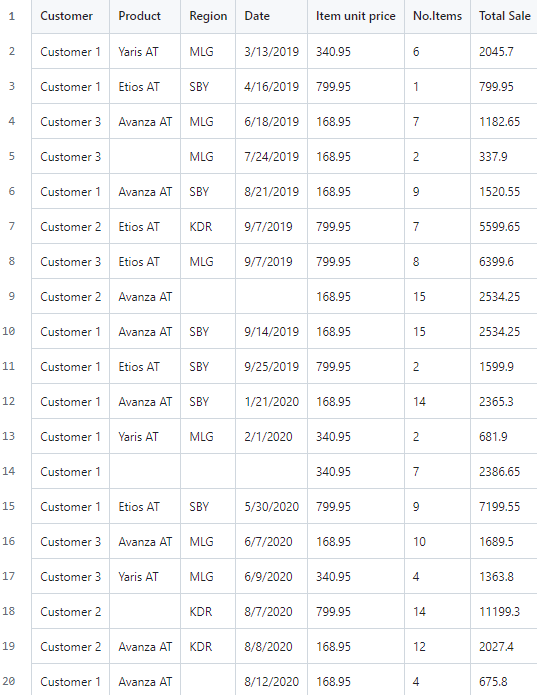 1 Customer Product Region Date Item unit price No.Items Total Sale
2 Customer 1 Yaris AT MLG 3/13/2019 340.95 6 2045.7
3 Customer 1 Etios AT SBY 4/16/2019 799.95 1 799.95
4 Customer 3 Avanza AT MLG 6/18/2019 168.95 7 1182.65
5 Customer 3 MLG 7/24/2019 168.95 2 337.9
6 Customer 1 Avanza AT SBY 8/21/2019 168.95 9 1520.55
7 Customer 2 Etios AT KDR 9/7/2019 799.95 7 5599.65
8 Customer 3 Etios AT MLG 9/7/2019 799.95 8 6399.6
9 Customer 2 Avanza AT 168.95 15 2534.25
10 Customer 1 Avanza AT SBY 9/14/2019 168.95 15 2534.25
11 Customer 1 Etios AT SBY 9/25/2019 799.95 2 1599.9
12 Customer 1 Avanza AT SBY 1/21/2020 168.95 14 2365.3
13 Customer 1 Yaris AT MLG 2/1/2020 340.95 2 681.9
14 Customer 1 340.95 7 2386.65
15 Customer 1 Etios AT SBY 5/30/2020 799.95 9 7199.55
16 Customer 3 Avanza AT MLG 6/7/2020 168.95 10 1689.5
17 Customer 3 Yaris AT MLG 6/9/2020 340.95 4 1363.8
18 Customer 2 KDR 8/7/2020 799.95 14 11199.3
19 Customer 2 Avanza AT KDR 8/8/2020 168.95 12 2027.4
20 Customer 1 Avanza AT 8/12/2020 168.95 4 675.8